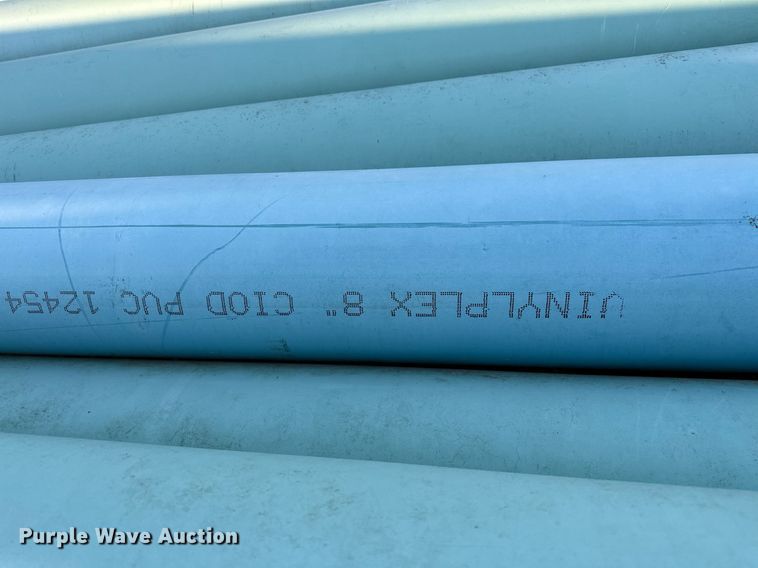 VINYLPLEX 8" CIOD PVC 12454
Purple Wave Auction